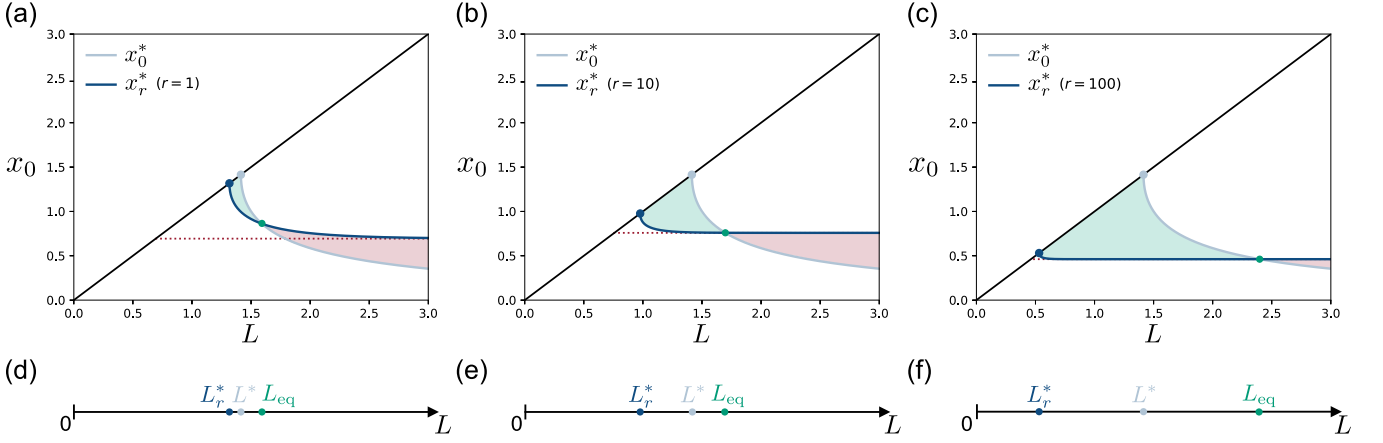 (a)
3.0
2.5
2.0
1.5
1.0
0.5
0.0
x₀
x₀*
xᵣ* (r = 1)
0.0 0.5 1.0 1.5 2.0 2.5 3.0
L
(b)
3.0
2.5
2.0
1.5
1.0
0.5
0.0
x₀
x₀*
xᵣ* (r = 10)
0.0 0.5 1.0 1.5 2.0 2.5 3.0
L
(c)
3.0
2.5
2.0
1.5
1.0
0.5
0.0
x₀
x₀*
xᵣ* (r = 100)
0.0 0.5 1.0 1.5 2.0 2.5 3.0
L
(d)
Lᵣ* L* Leq
0 L
(e)
Lᵣ* L* Leq
0 L
(f)
Lᵣ* L* Leq
0 L